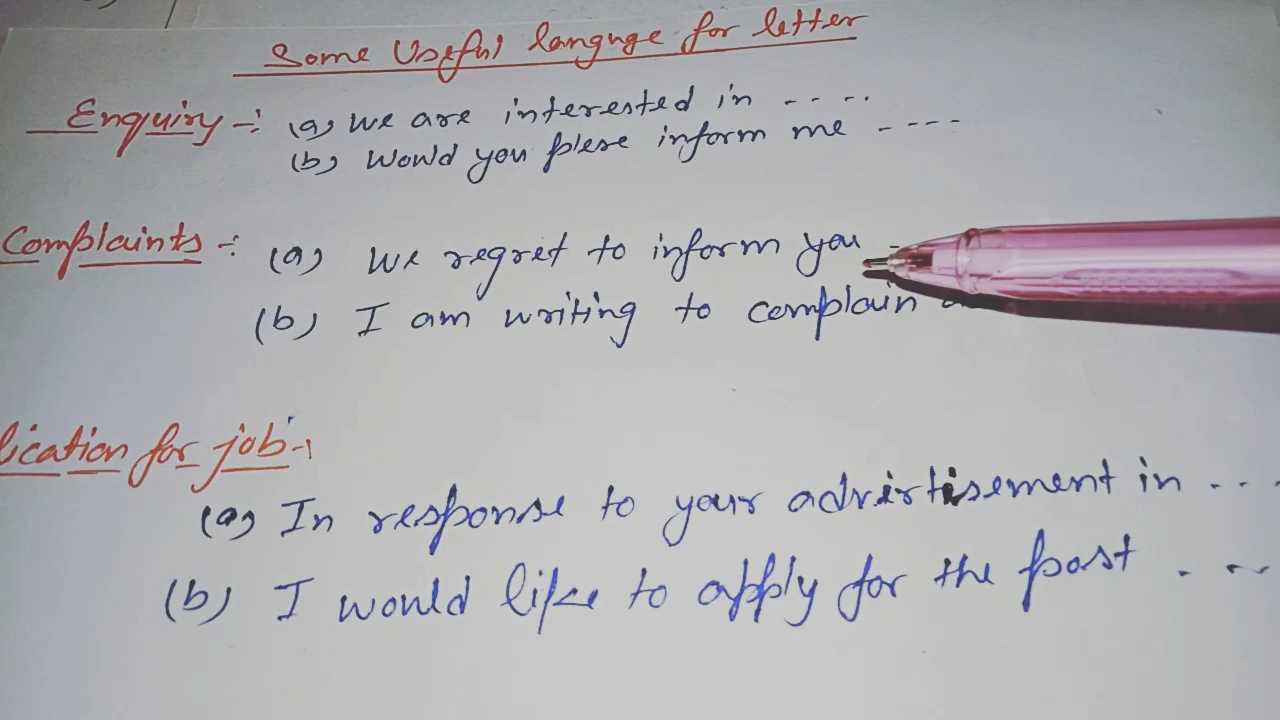 Some Useful languge for letter
Enquiry -: (a) We are interested in ----
(b) Would you plese inform me ----
Complaints -: (a) We regret to inform you -
(b) I am writing to complain
lication for job -:
(a) In response to your advirtisement in ...
(b) I would like to apply for the post . . ~